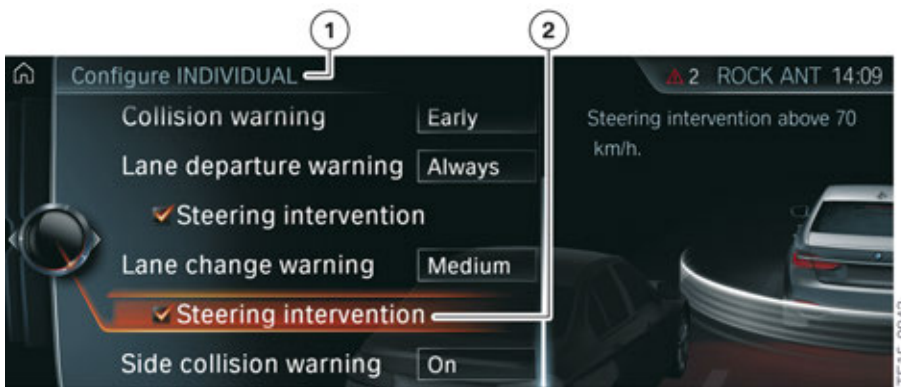 1
2
Configure INDIVIDUAL
2 ROCK ANT 14:09
Collision warning Early
Steering intervention above 70
km/h.
Lane departure warning Always
Steering intervention
Lane change warning Medium
Steering intervention
Side collision warning On